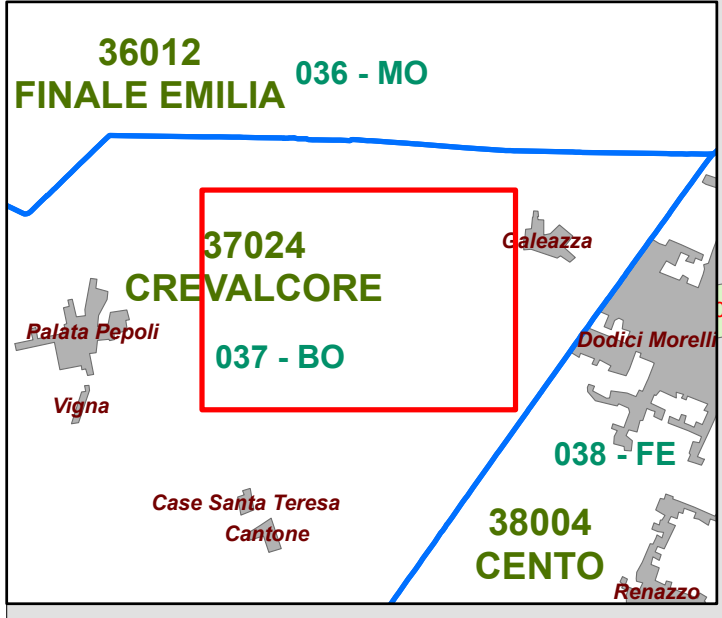 36012
FINALE EMILIA
036 - MO
37024
CREVALCORE
Galeazza
Palata Pepoli
037 - BO
Dodici Morelli
Vigna
038 - FE
Case Santa Teresa
Cantone
38004
CENTO
Renazzo